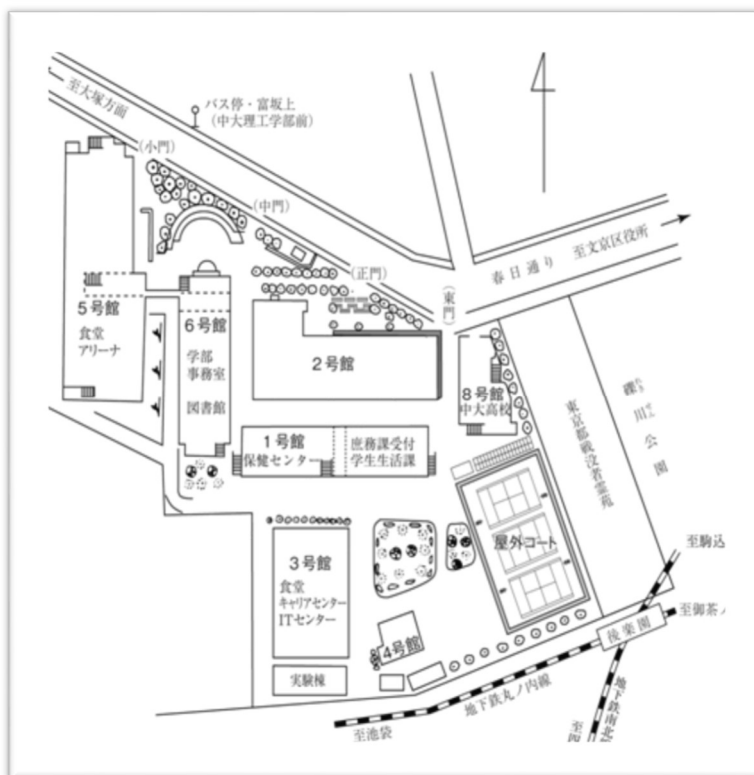 至大塚方面
バス停・富坂上
(中大理工学部前)
(小門)
(中門)
(正門)
(東門)
春日通り 至文京区役所
5号館
食堂
アリーナ
6号館
学部
事務室
図書館
2号館
8号館
中大高校
1号館
保健センター
庶務課受付
学生生活課
東京都戦没者霊苑
礫川公園
屋外コート
3号館
食堂
キャリアセンター
ITセンター
4号館
実験棟
至駒込
至御茶ノ
後楽園
地下鉄丸ノ内線
至池袋
地下鉄南北
至四